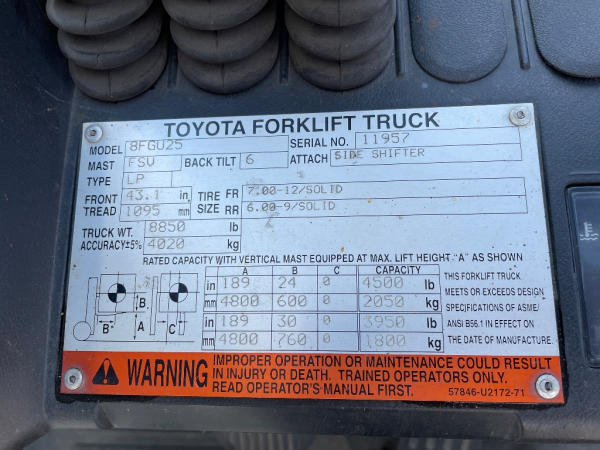 TOYOTA FORKLIFT TRUCK
MODEL 8FGU25 SERIAL NO. 11957
MAST FSV BACK TILT 6 ATTACH SIDE SHIFTER
TYPE LP
FRONT TREAD 43.1 in 1095 mm
TIRE SIZE FR 7.00-12/SOLID
RR 6.00-9/SOLID
TRUCK WT. 8850 lb
ACCURACY±5% 4020 kg
RATED CAPACITY WITH VERTICAL MAST EQUIPPED AT MAX. LIFT HEIGHT "A" AS SHOWN
A B C CAPACITY
in 189 24 0 4500 lb
mm 4800 600 0 2050 kg
in 189 30 0 3950 lb
mm 4800 760 0 1800 kg
B B A C
THIS FORKLIFT TRUCK
MEETS OR EXCEEDS DESIGN
SPECIFICATIONS OF ASME/
ANSI B56.1 IN EFFECT ON
THE DATE OF MANUFACTURE.
WARNING
IMPROPER OPERATION OR MAINTENANCE COULD RESULT
IN INJURY OR DEATH. TRAINED OPERATORS ONLY.
READ OPERATOR'S MANUAL FIRST. 57846-U2172-71